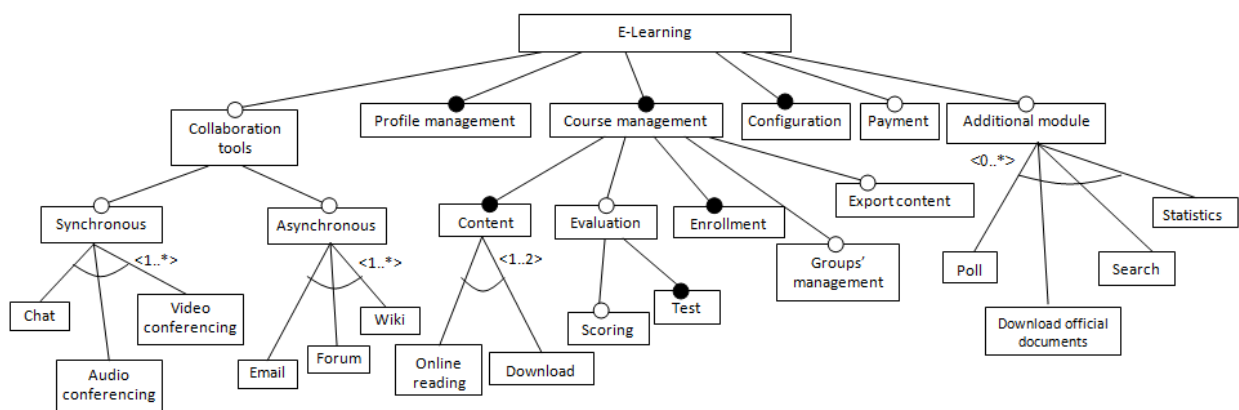 E-Learning
Collaboration
tools
Profile management
Course management
Configuration
Payment
Additional module
<0..*>
Synchronous
Asynchronous
Content
Evaluation
Enrollment
Export content
Statistics
<1..*>
<1..*>
<1..2>
Groups’
management
Poll
Search
Chat
Video
conferencing
Wiki
Scoring
Test
Download official
documents
Audio
conferencing
Email
Forum
Online
reading
Download